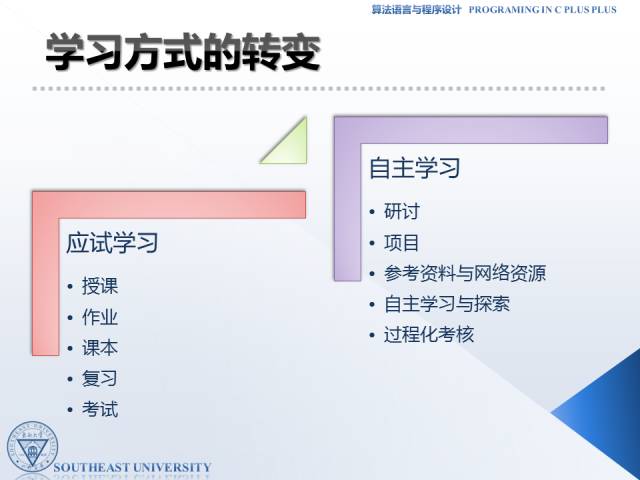 算法语言与程序设计 PROGRAMING IN C PLUS PLUS
学习方式的转变
应试学习
• 授课
• 作业
• 课本
• 复习
• 考试
自主学习
• 研讨
• 项目
• 参考资料与网络资源
• 自主学习与探索
• 过程化考核
SOUTHEAST UNIVERSITY